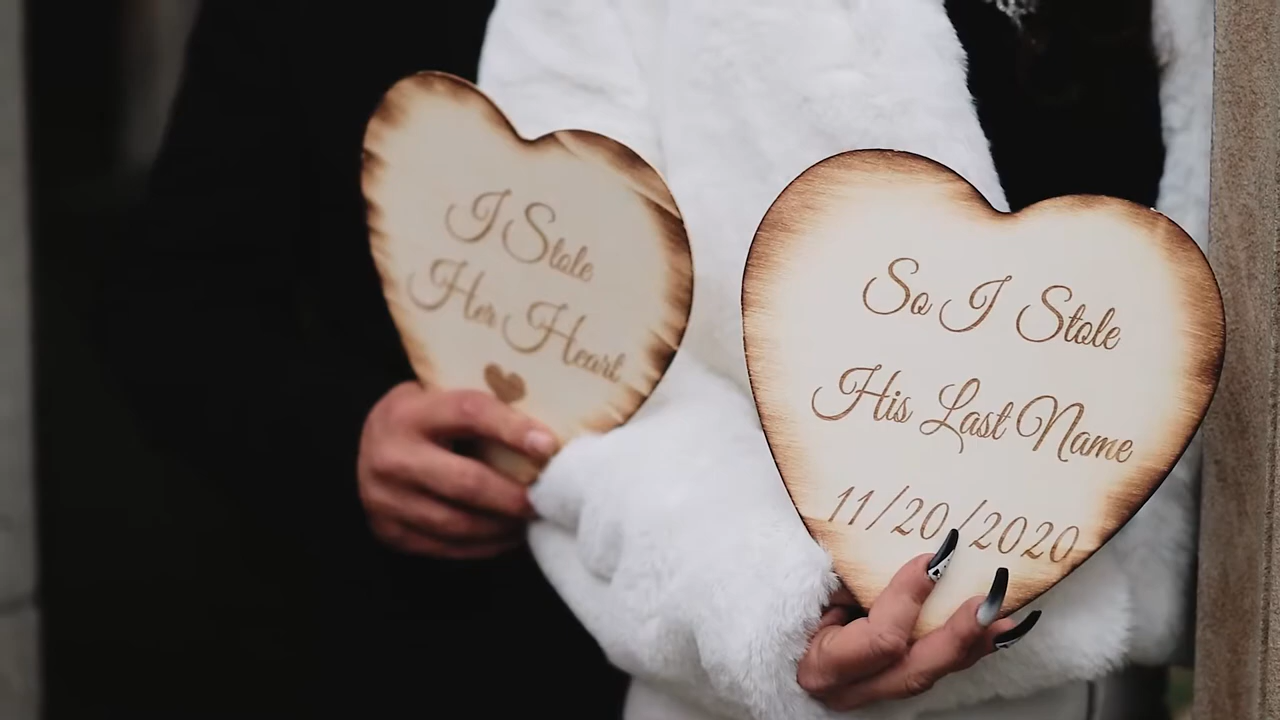 I Stole
Her Heart
So I Stole
His Last Name
11/20/2020